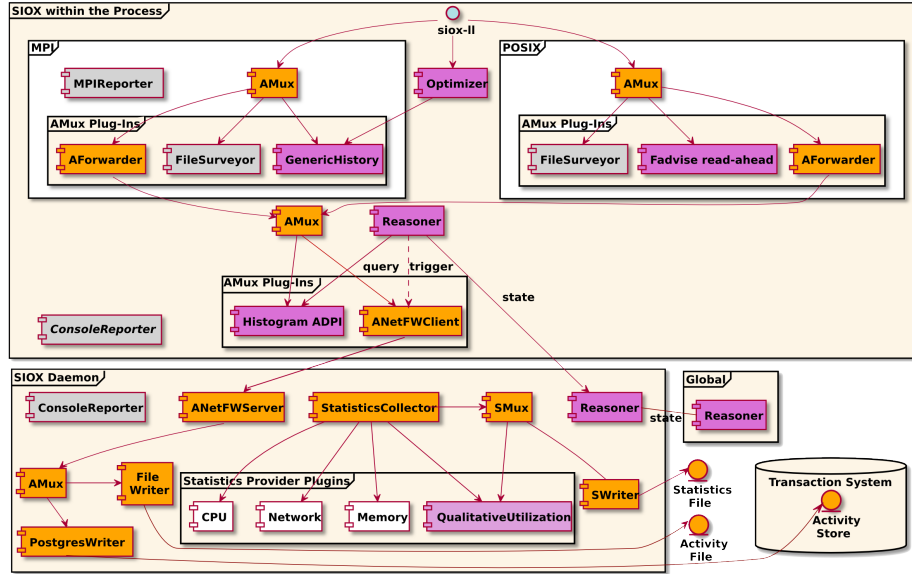 SIOX within the Process
siox-ll
MPI
POSIX
MPIReporter
AMux
Optimizer
AMux
AMux Plug-Ins
AMux Plug-Ins
AForwarder
FileSurveyor
GenericHistory
FileSurveyor
Fadvise read-ahead
AForwarder
AMux
Reasoner
query
trigger
AMux Plug-Ins
state
Histogram ADPI
ANetFWClient
ConsoleReporter
SIOX Daemon
Global
ConsoleReporter
ANetFWServer
StatisticsCollector
SMux
Reasoner
state
Reasoner
AMux
File
Writer
Statistics Provider Plugins
CPU
Network
Memory
QualitativeUtilization
SWriter
Statistics
File
Transaction System
Activity
Store
PostgresWriter
Activity
File